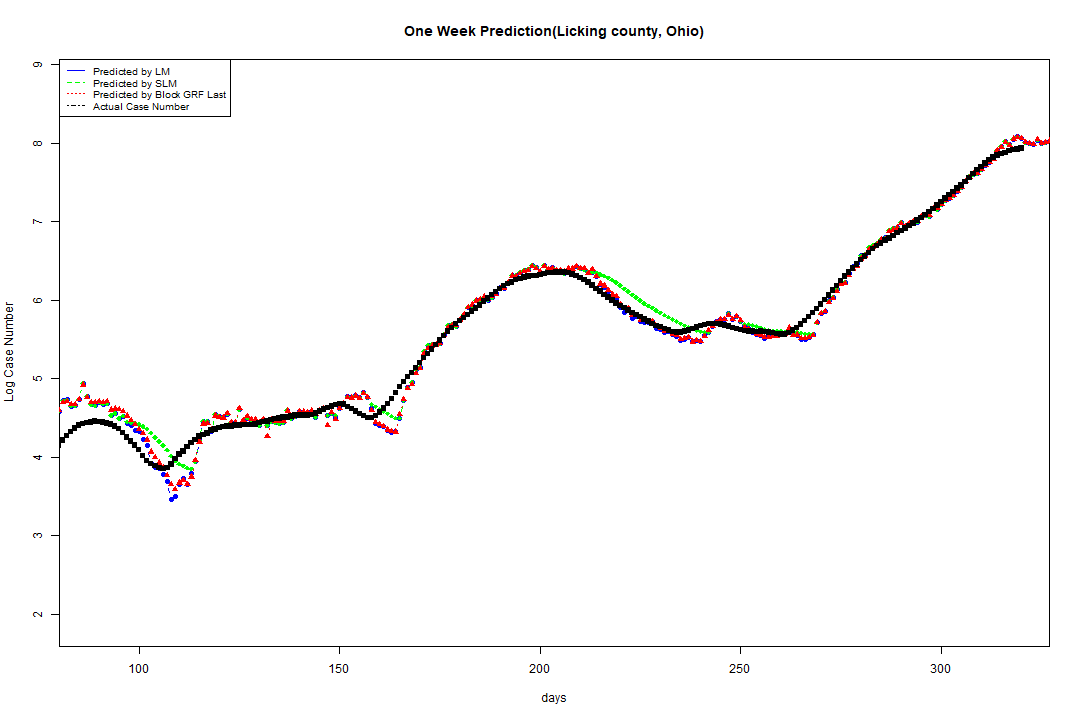 One Week Prediction(Licking county, Ohio)
Predicted by LM
Predicted by SLM
Predicted by Block GRF Last
Actual Case Number
9
8
7
6
5
4
3
2
Log Case Number
100 150 200 250 300
days